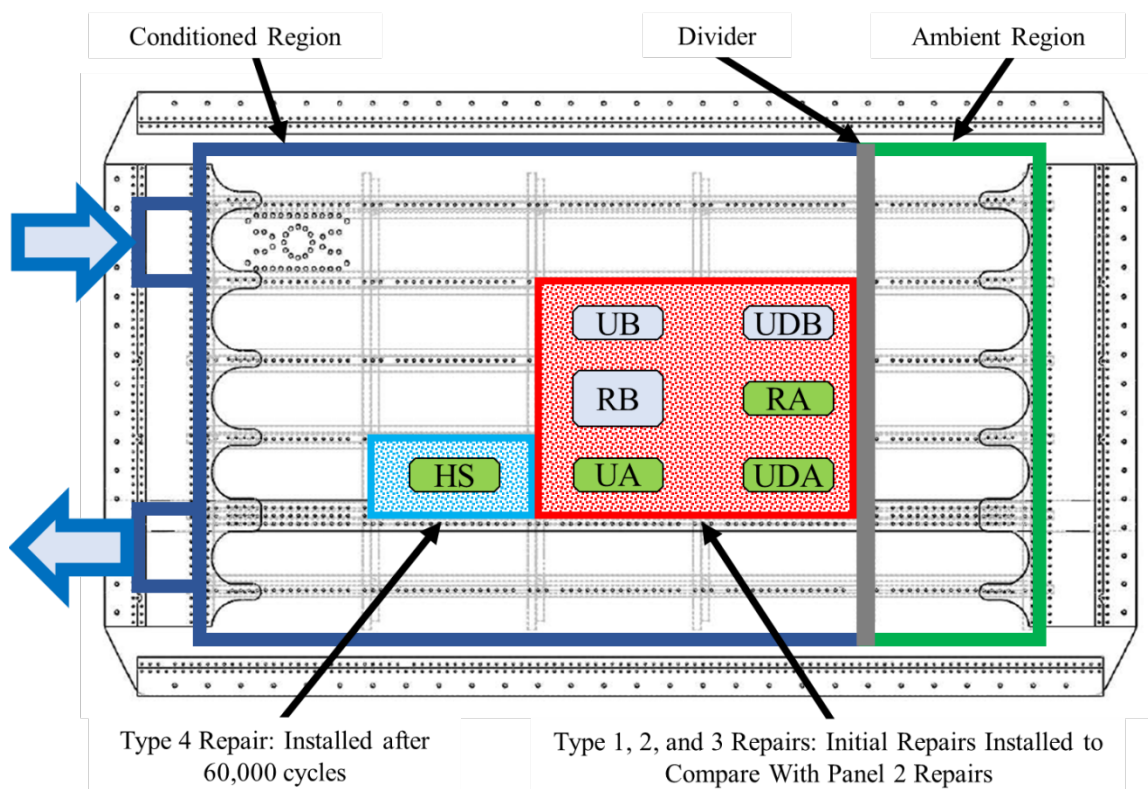 Conditioned Region
Divider
Ambient Region
UB
UDB
RB
RA
HS
UA
UDA
Type 4 Repair: Installed after
60,000 cycles
Type 1, 2, and 3 Repairs: Initial Repairs Installed to
Compare With Panel 2 Repairs